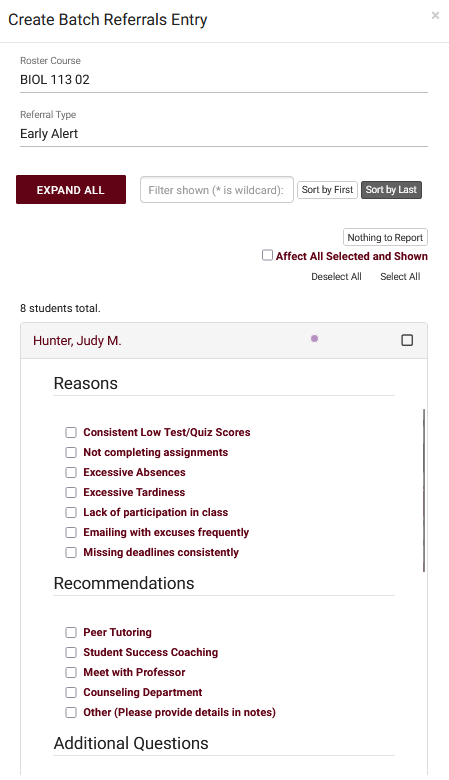 Create Batch Referrals Entry
×
Roster Course
BIOL 113 02
Referral Type
Early Alert
EXPAND ALL
Filter shown (* is wildcard):
Sort by First
Sort by Last
Nothing to Report
Affect All Selected and Shown
Deselect All
Select All
8 students total.
Hunter, Judy M.
Reasons
Consistent Low Test/Quiz Scores
Not completing assignments
Excessive Absences
Excessive Tardiness
Lack of participation in class
Emailing with excuses frequently
Missing deadlines consistently
Recommendations
Peer Tutoring
Student Success Coaching
Meet with Professor
Counseling Department
Other (Please provide details in notes)
Additional Questions